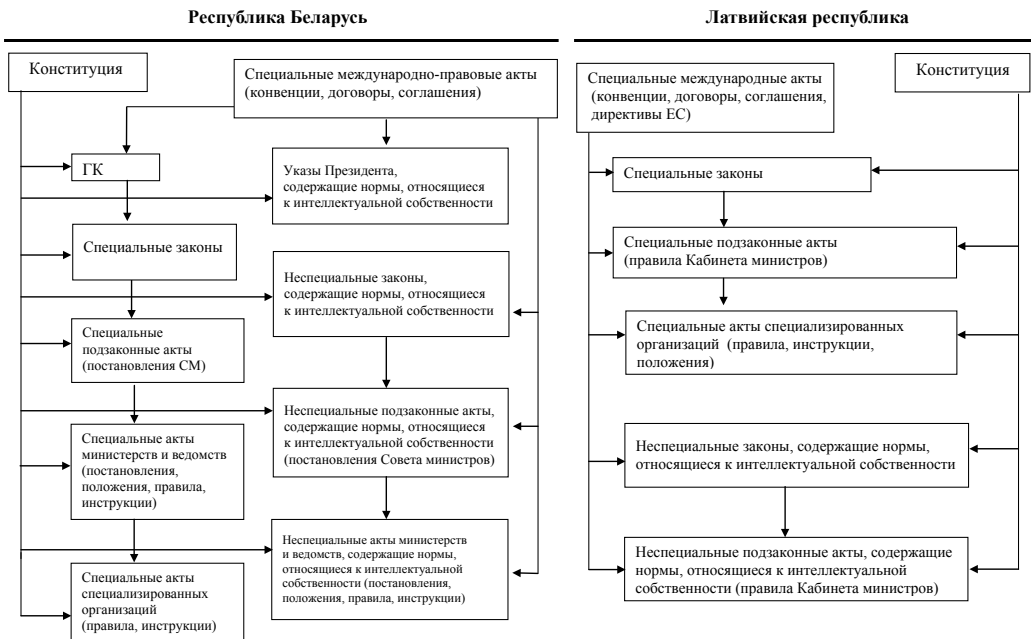 Республика Беларусь
Конституция
Специальные международно-правовые акты
(конвенции, договоры, соглашения)
ГК
Указы Президента,
содержащие нормы, относящиеся
к интеллектуальной собственности
Специальные законы
Неспециальные законы,
содержащие нормы, относящиеся
к интеллектуальной собственности
Специальные
подзаконные акты
(постановления СМ)
Неспециальные подзаконные акты,
содержащие нормы, относящиеся
к интеллектуальной собственности
(постановления Совета министров)
Специальные акты
министерств и ведомств
(постановления,
положения, правила,
инструкции)
Неспециальные акты министерств
и ведомств, содержащие нормы,
относящиеся к интеллектуальной
собственности (постановления,
положения, правила, инструкции)
Специальные акты
специализированных
организаций
(правила, инструкции)
Латвийская республика
Специальные международные акты
(конвенции, договоры, соглашения,
директивы ЕС)
Конституция
Специальные законы
Специальные подзаконные акты
(правила Кабинета министров)
Специальные акты специализированных
организаций (правила, инструкции,
положения)
Неспециальные законы, содержащие нормы,
относящиеся к интеллектуальной собственности
Неспециальные подзаконные акты, содержащие
нормы, относящиеся к интеллектуальной
собственности (правила Кабинета министров)